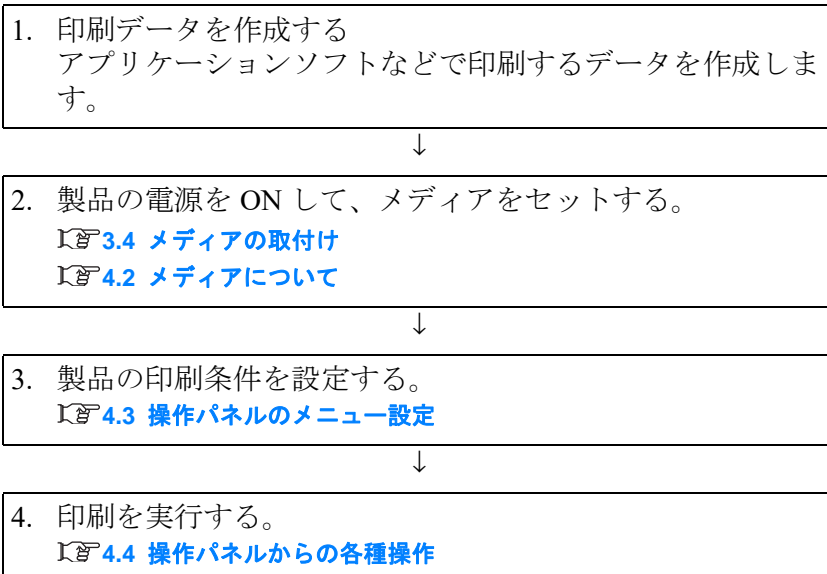 1. 印刷データを作成する
アプリケーションソフトなどで印刷するデータを作成しま
す。
↓
2. 製品の電源を ON して、メディアをセットする。
3.4 メディアの取付け
4.2 メディアについて
↓
3. 製品の印刷条件を設定する。
4.3 操作パネルのメニュー設定
↓
4. 印刷を実行する。
4.4 操作パネルからの各種操作